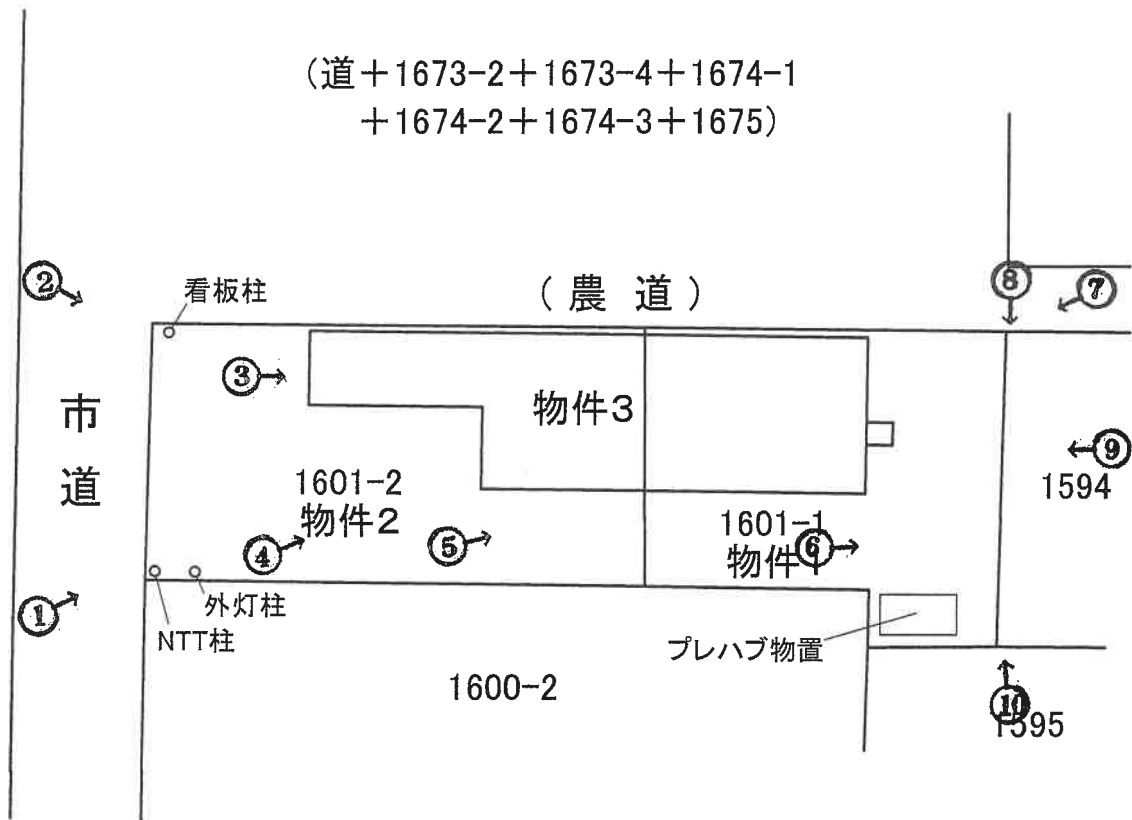 (道＋1673-2＋1673-4＋1674-1
＋1674-2＋1674-3＋1675)
②
看板柱
(農 道)
⑧
⑦
③
市
道
物件3
⑨
1594
1601-2
物件2
④
⑤
1601-1
物件1
⑥
①
外灯柱
NTT柱
プレハブ物置
1600-2
⑩
1595